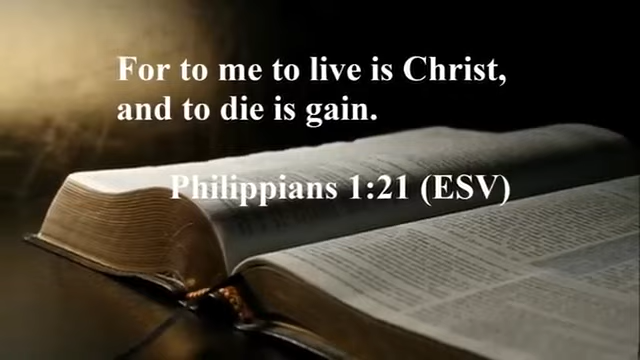 For to me to live is Christ,
and to die is gain.
Philippians 1:21 (ESV)